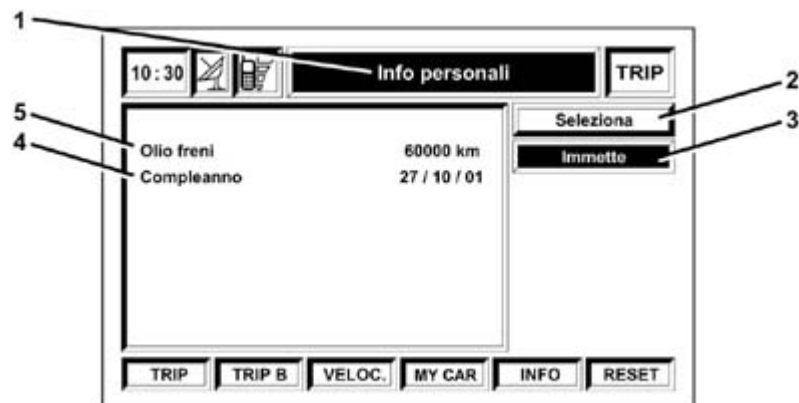 1
10:30 Info personali TRIP
2
Seleziona
3
Immette
5
Olio freni 60000 km
4
Compleanno 27 / 10 / 01
TRIP TRIP B VELOC. MY CAR INFO RESET